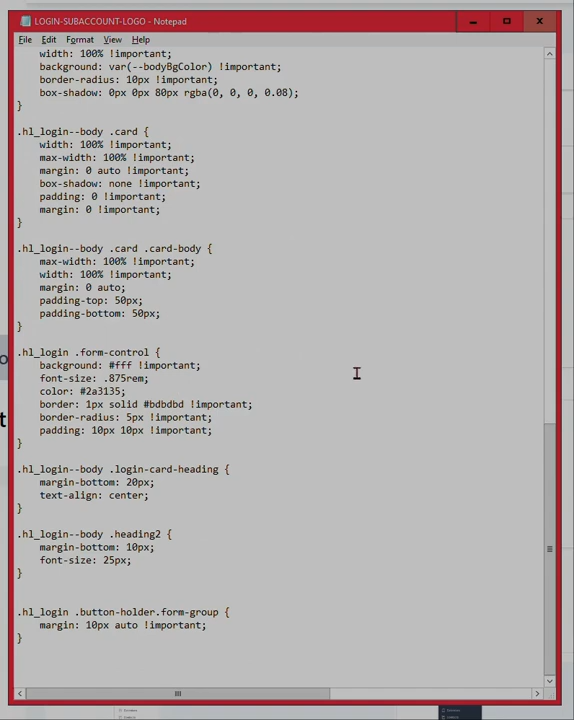 LOGIN-SUBACCOUNT-LOGO - Notepad
File Edit Format View Help
width: 100% !important;
background: var(--bodyBgColor) !important;
border-radius: 10px !important;
box-shadow: 0px 0px 80px rgba(0, 0, 0, 0.08);
}
.hl_login--body .card {
width: 100% !important;
max-width: 100% !important;
margin: 0 auto !important;
box-shadow: none !important;
padding: 0 !important;
margin: 0 !important;
}
.hl_login--body .card .card-body {
max-width: 100% !important;
width: 100% !important;
margin: 0 auto;
padding-top: 50px;
padding-bottom: 50px;
}
.hl_login .form-control {
background: #fff !important;
font-size: .875rem;
color: #2a3135;
border: 1px solid #bdbdbd !important;
border-radius: 5px !important;
padding: 10px 10px !important;
}
.hl_login--body .login-card-heading {
margin-bottom: 20px;
text-align: center;
}
.hl_login--body .heading2 {
margin-bottom: 10px;
font-size: 25px;
}
.hl_login .button-holder.form-group {
margin: 10px auto !important;
}